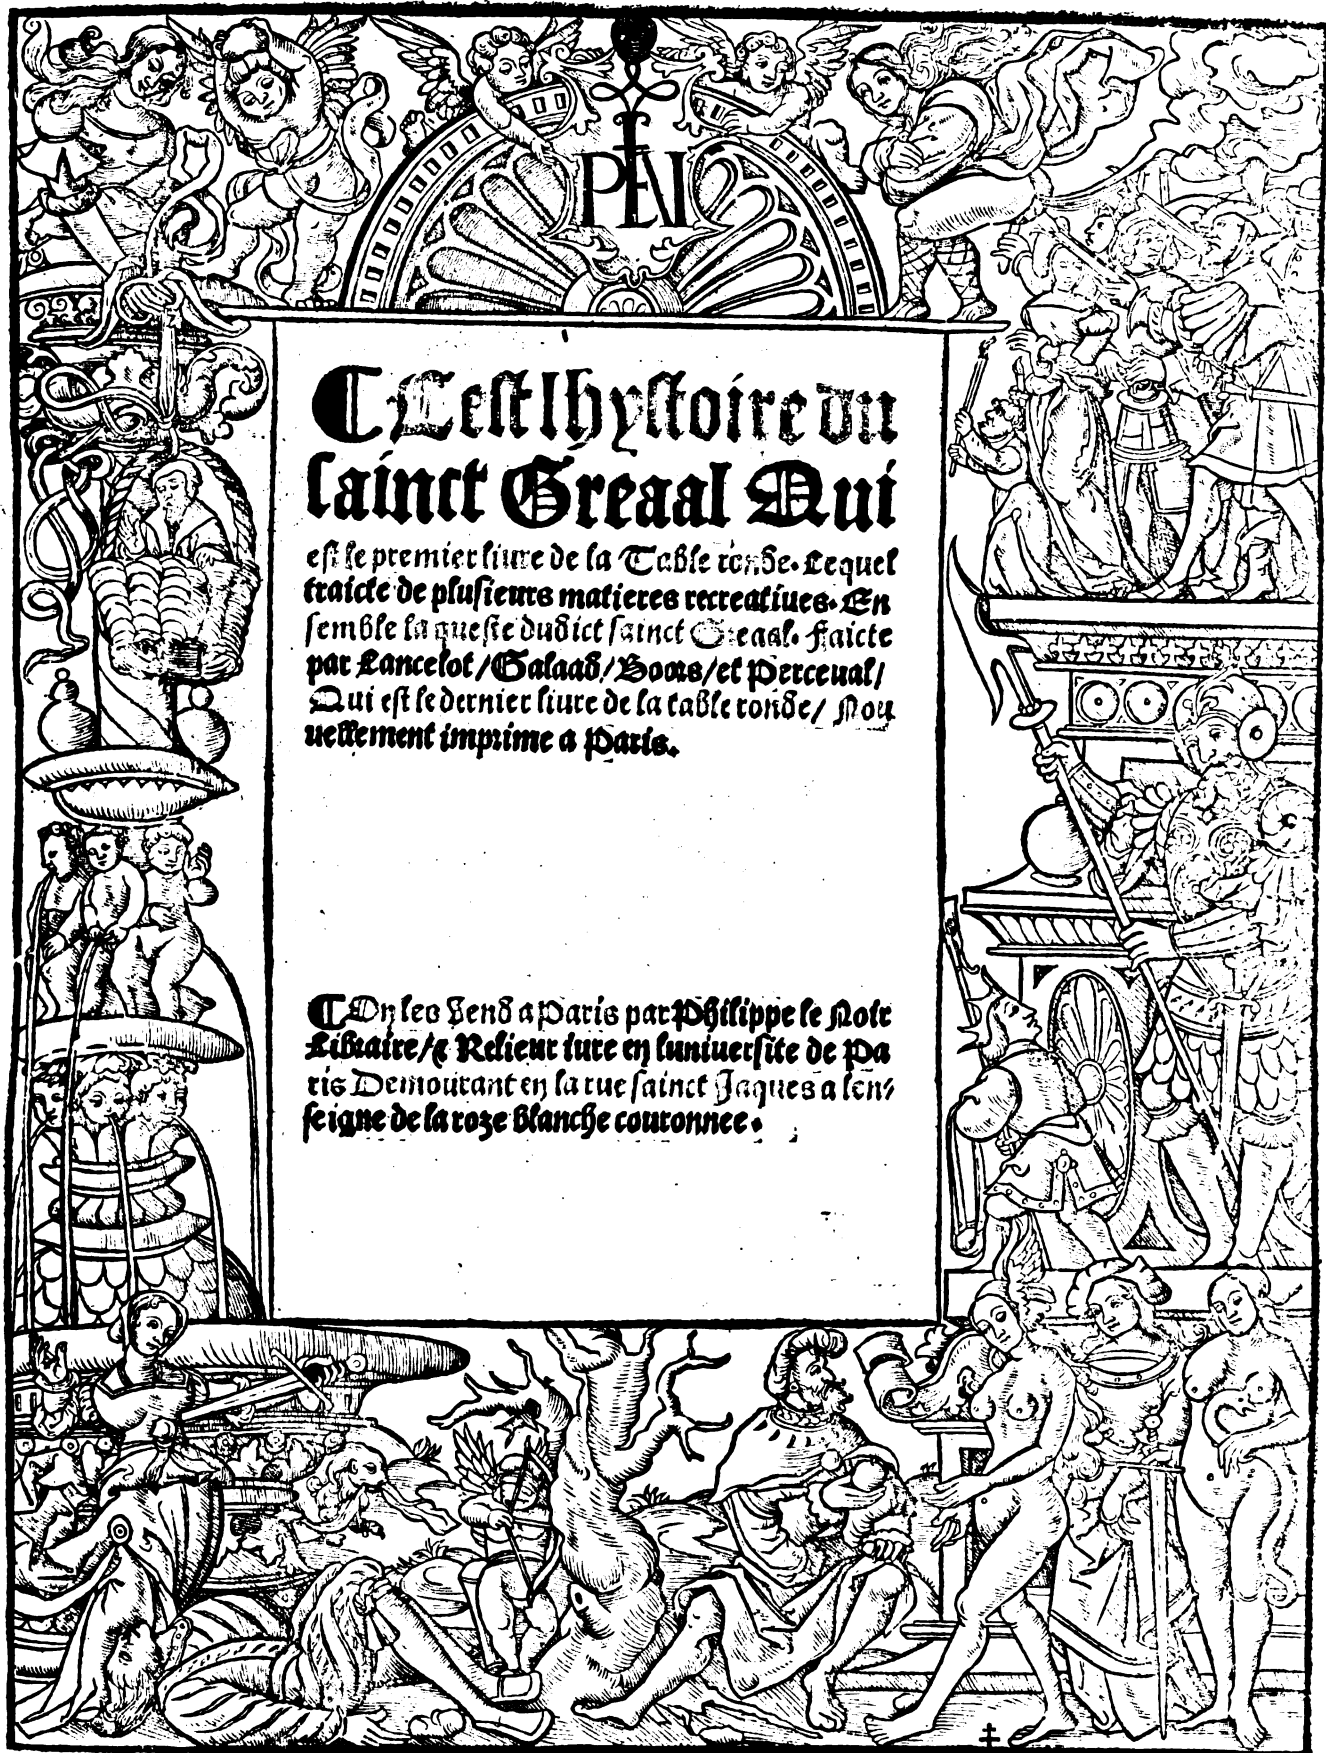 PENI
¶Cest lhystoire du
sainct Greaal Qui
est le premier liure de la Table ronde. Lequel
traicte de plusieurs matieres recreatiues. En
semble la queste dudict sainct Greaal. Faicte
par Lancelot/Galaad/Boors/et Perceual/
Qui est le dernier liure de la table ronde/ Nou
uellement imprime a Paris.
¶On les vend a Paris par Philippe le Noir
Libraire/⁊ Relieur iure en luniuersite de Pa
ris Demourant en la rue sainct Jaques a len⸗
seigne de la roze blanche couronnee.